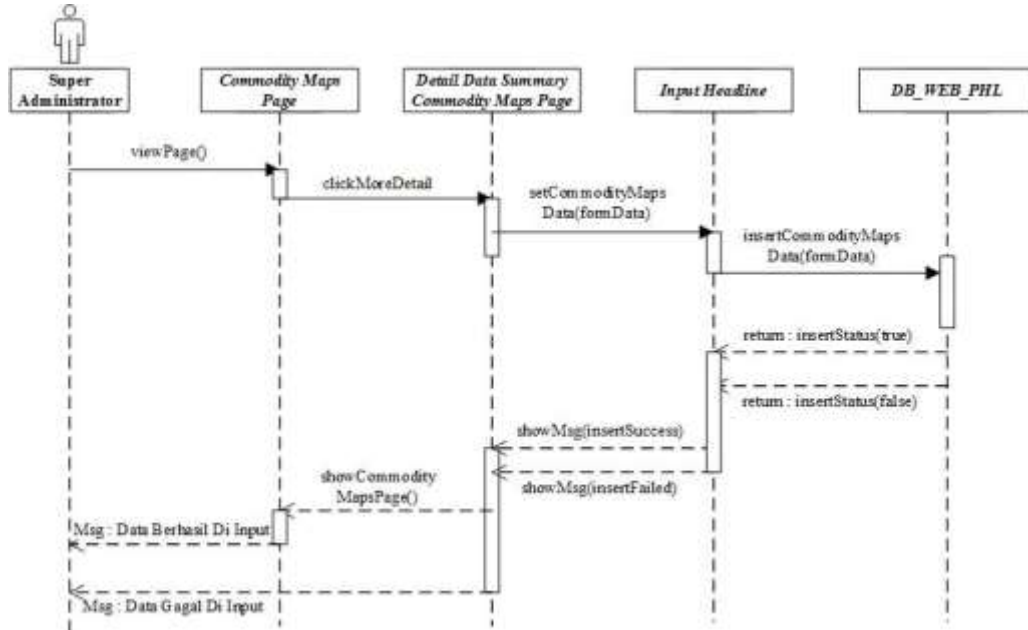 Super
Administrator
Commodity Maps
Page
Detail Data Summary
Commodity Maps Page
Input Headline
DB_WEB_PHL
viewPage()
clickMoreDetail
setCommodityMaps
Data(formData)
insertCommodityMaps
Data(formData)
return : insertStatus(true)
return : insertStatus(false)
showMsg(insertSuccess)
showCommodity
MapsPage()
showMsg(insertFailed)
Msg : Data Berhasil Di Input
Msg : Data Gagal Di Input